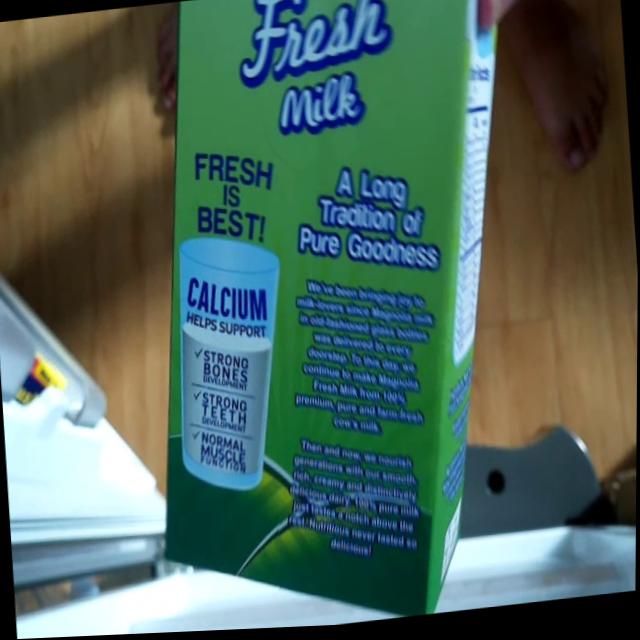 Fresh
Milk
FRESH
IS
BEST!
CALCIUM
HELPS SUPPORT
✓STRONG
BONES
DEVELOPMENT
✓STRONG
TEETH
DEVELOPMENT
✓NORMAL
MUSCLE
FUNCTION
A Long
Tradition of
Pure Goodness
We've been bringing joy to
milk-lovers since Magnolia milk
in old-fashioned glass bottles
was delivered to every
doorstep. To this day, we
continue to make Magnolia
Fresh Milk from 100%
premium, pure and farm-fresh
cow's milk.
Then and now, we nourish
generations with our smooth
rich, creamy and
milk
a notch above the
never tasted so
delicious!